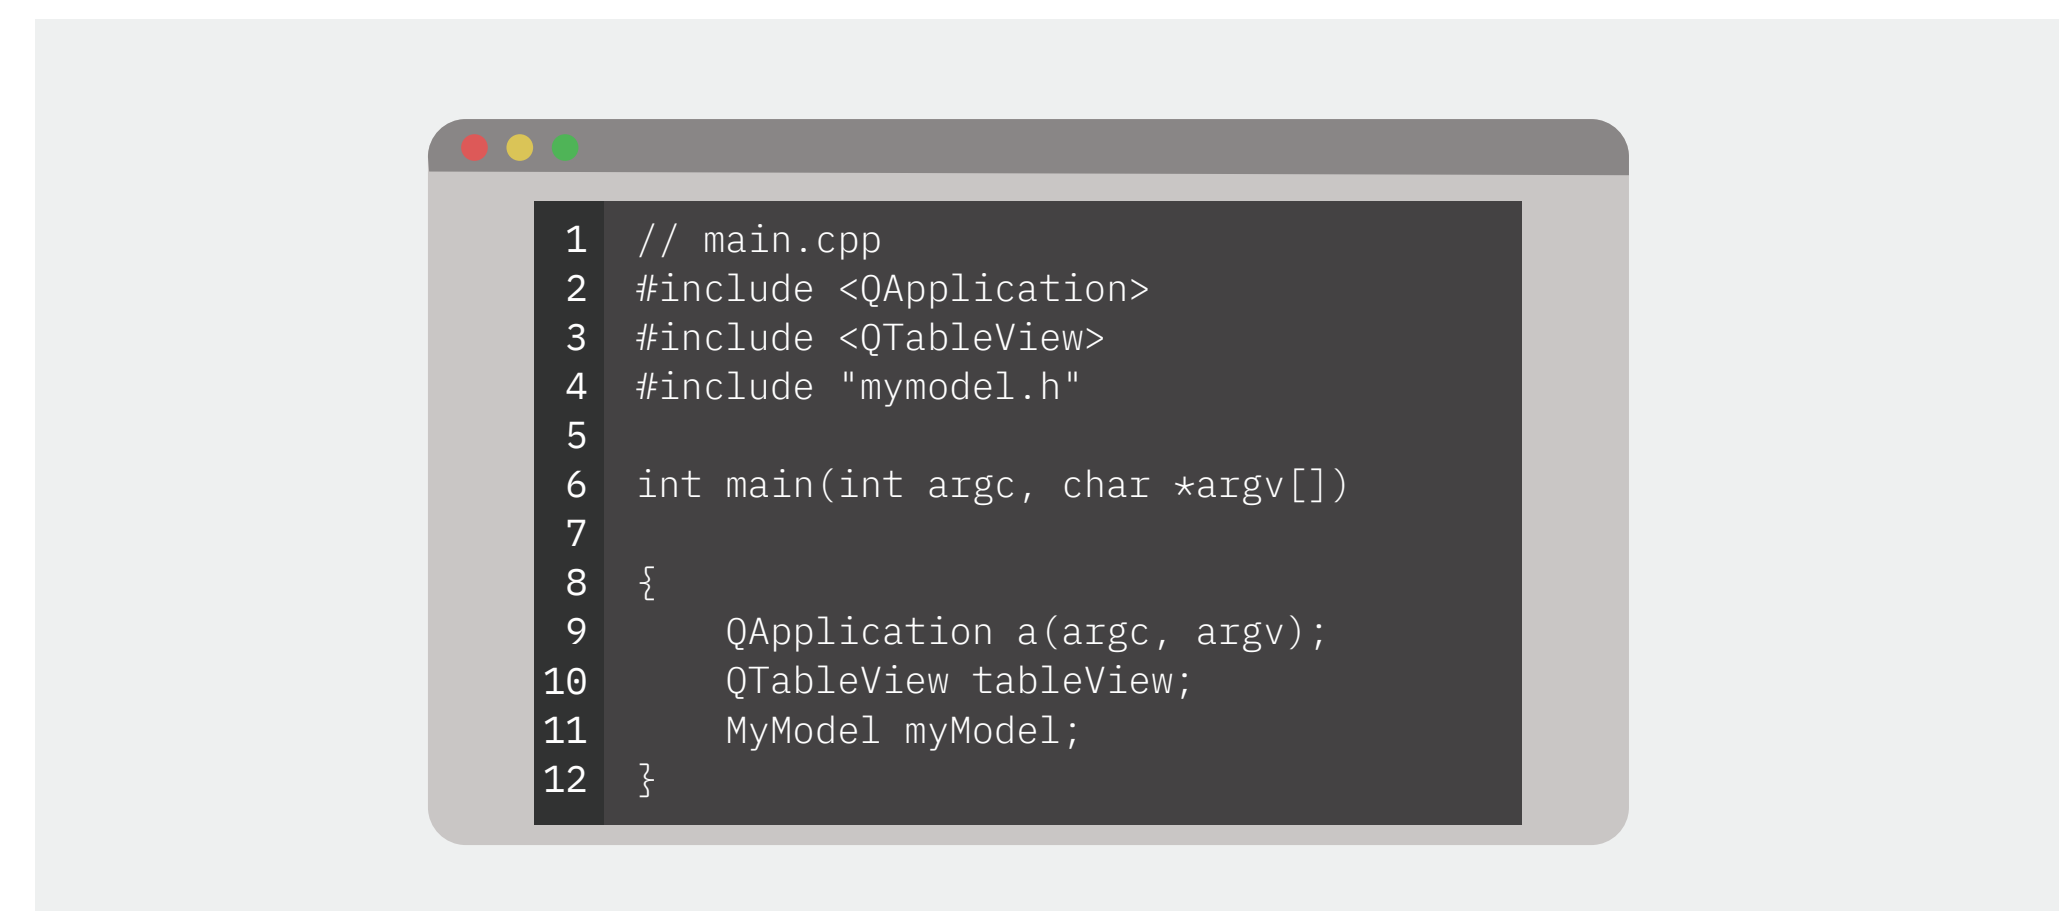 1 // main.cpp
2 #include <QApplication>
3 #include <QTableView>
4 #include "mymodel.h"
5
6 int main(int argc, char *argv[])
7
8 {
9     QApplication a(argc, argv);
10     QTableView tableView;
11     MyModel myModel;
12 }